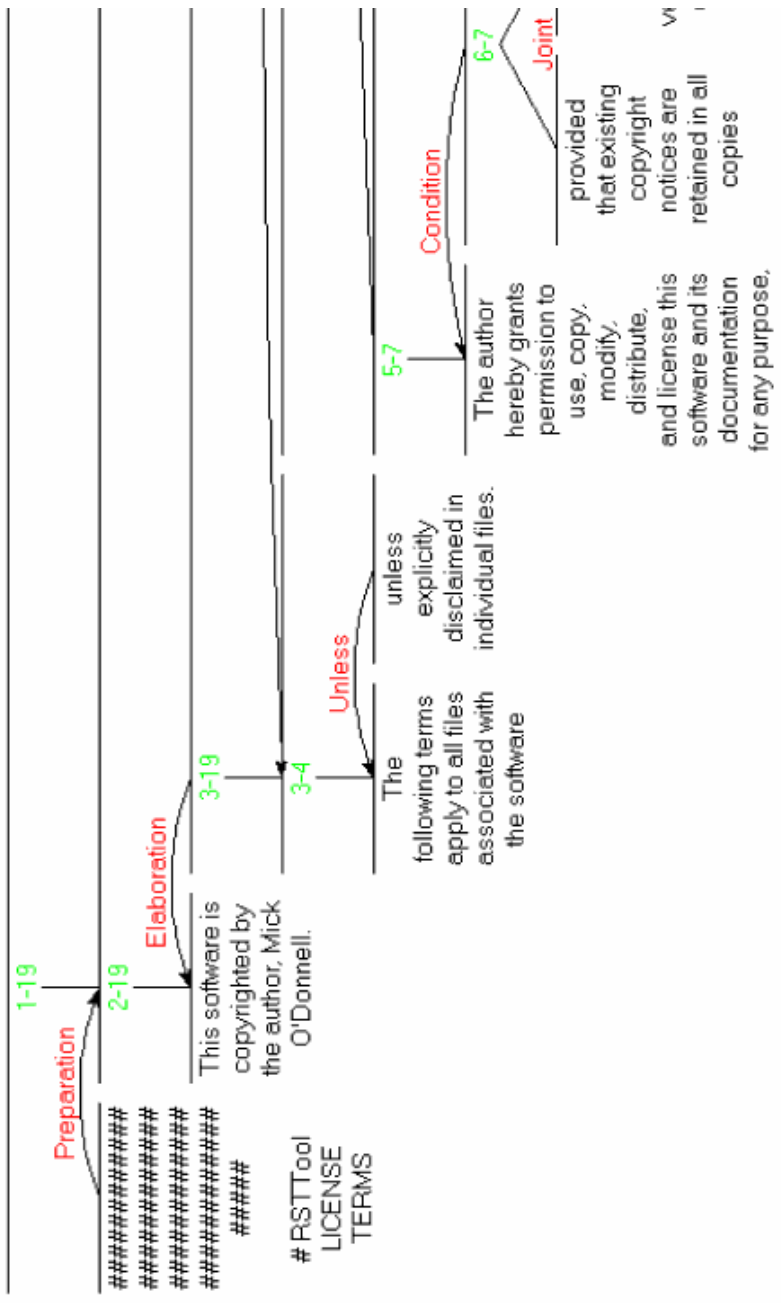 1-19
Preparation
2-19
#############
#############
#############
#############
#####
# RSTTool
LICENSE
TERMS
Elaboration
This software is
copyrighted by
the author, Mick
O'Donnell.
3-19
3-4
Unless
The
following terms
apply to all files
associated with
the software
unless
explicitly
disclaimed in
individual files.
5-7
Condition
The author
hereby grants
permission to
use, copy,
modify,
distribute,
and license this
software and its
documentation
for any purpose,
6-7
Joint
provided
that existing
copyright
notices are
retained in all
copies